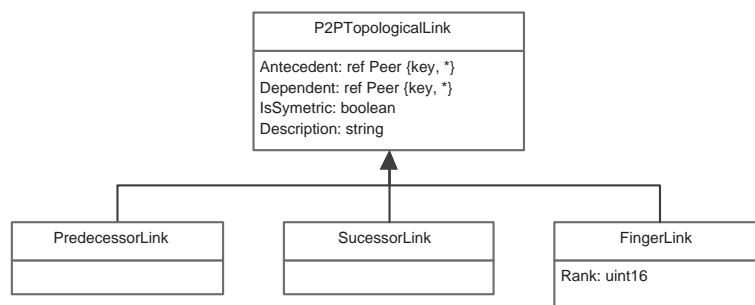 P2PTopologicalLink
Antecedent: ref Peer {key, *}
Dependent: ref Peer {key, *}
IsSymetric: boolean
Description: string
PredecessorLink
SucessorLink
FingerLink
Rank: uint16